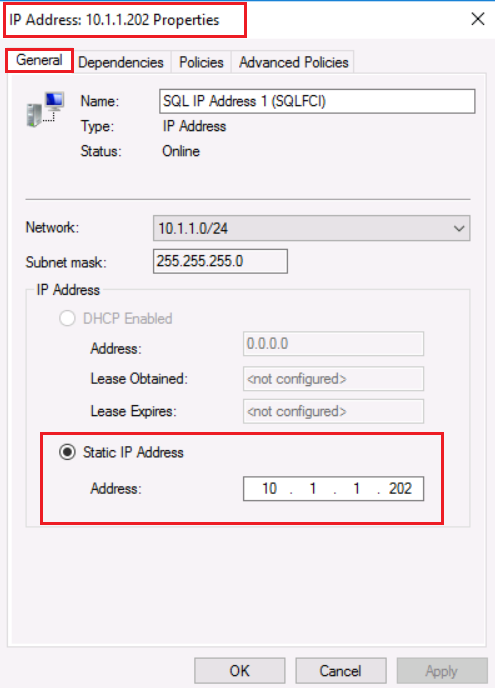 IP Address: 10.1.1.202 Properties
General Dependencies Policies Advanced Policies
Name: SQL IP Address 1 (SQLFCI)
Type: IP Address
Status: Online
Network: 10.1.1.0/24
Subnet mask: 255.255.255.0
IP Address
DHCP Enabled
Address: 0.0.0.0
Lease Obtained: <not configured>
Lease Expires: <not configured>
Static IP Address
Address: 10 . 1 . 1 . 202
OK Cancel Apply